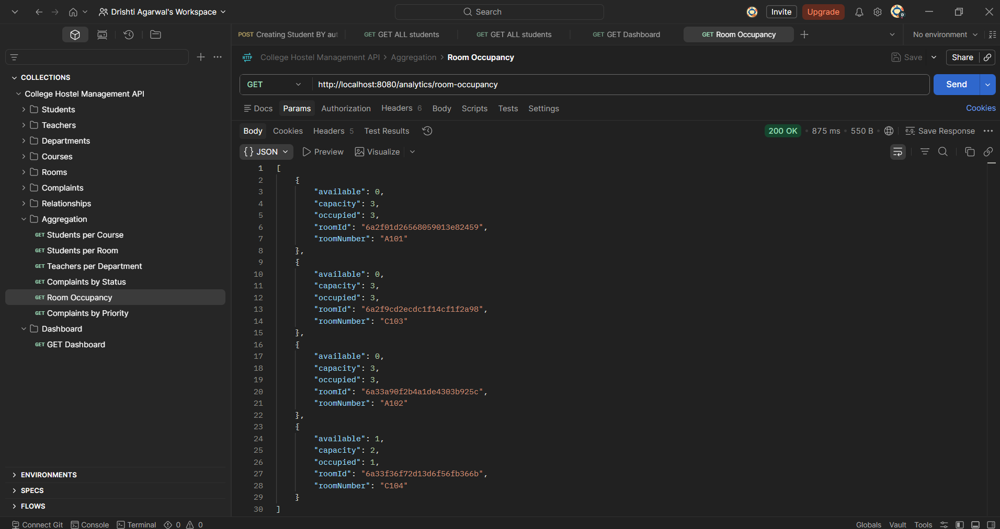 Drishti Agarwal's Workspace
Search
Invite
Upgrade
POST Creating Student BY aut
GET GET ALL students
GET GET ALL students
GET GET Dashboard
GET Room Occupancy
No environment
HTTP College Hostel Management API > Aggregation > Room Occupancy
Save
Share
COLLECTIONS
College Hostel Management API
Students
Teachers
Departments
Courses
Rooms
Complaints
Relationships
Aggregation
GET Students per Course
GET Students per Room
GET Teachers per Department
GET Complaints by Status
GET Room Occupancy
GET Complaints by Priority
Dashboard
GET GET Dashboard
ENVIRONMENTS
SPECS
FLOWS
GET http://localhost:8080/analytics/room-occupancy
Send
Docs Params Authorization Headers 6 Body Scripts Tests Settings
Cookies
Body Cookies Headers 5 Test Results
200 OK • 875 ms • 550 B • e.g. Save Response
{} JSON Preview Visualize
1 [
2 {
3 "available": 0,
4 "capacity": 3,
5 "occupied": 3,
6 "roomId": "6a2f01d26568059013e82459",
7 "roomNumber": "A101"
8 },
9 {
10 "available": 0,
11 "capacity": 3,
12 "occupied": 3,
13 "roomId": "6a2f9cd2ecdc1f14cf1f2a98",
14 "roomNumber": "C103"
15 },
16 {
17 "available": 0,
18 "capacity": 3,
19 "occupied": 3,
20 "roomId": "6a33a90f2b4a1de4303b925c",
21 "roomNumber": "A102"
22 },
23 {
24 "available": 1,
25 "capacity": 2,
26 "occupied": 1,
27 "roomId": "6a33f36f72d13d6f56fb366b",
28 "roomNumber": "C104"
29 }
30 ]
Connect Git Console Terminal 0 0
Globals Vault Tools